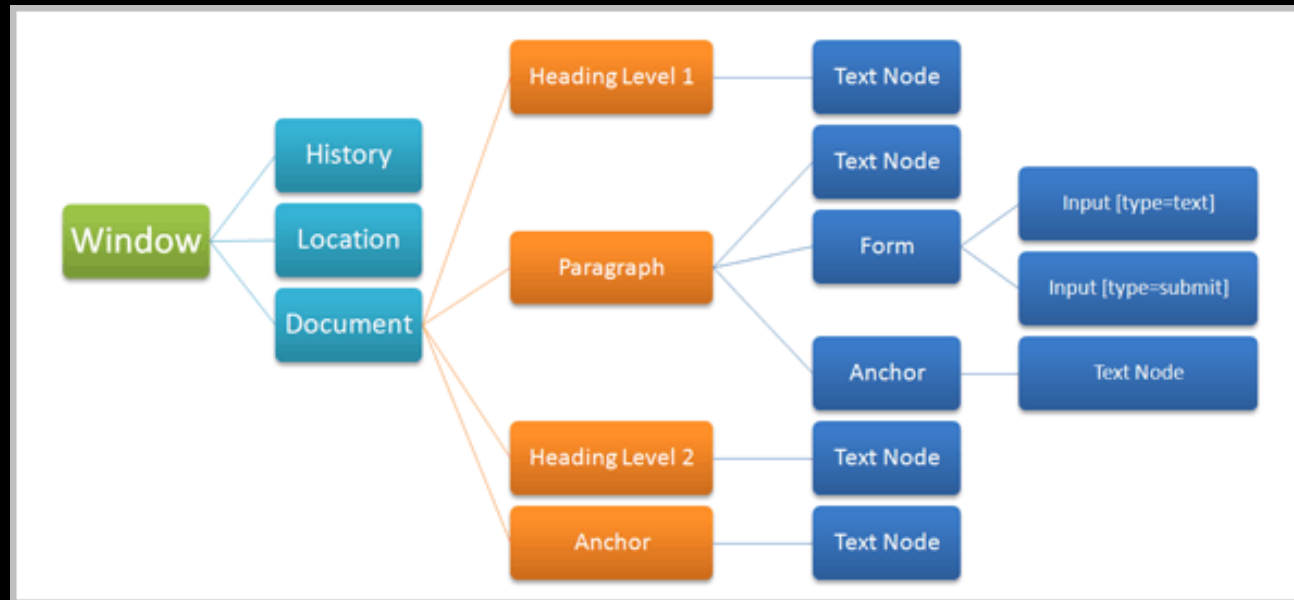 Window
History
Location
Document
Heading Level 1
Paragraph
Heading Level 2
Anchor
Text Node
Text Node
Form
Anchor
Text Node
Text Node
Input [type=text]
Input [type=submit]
Text Node